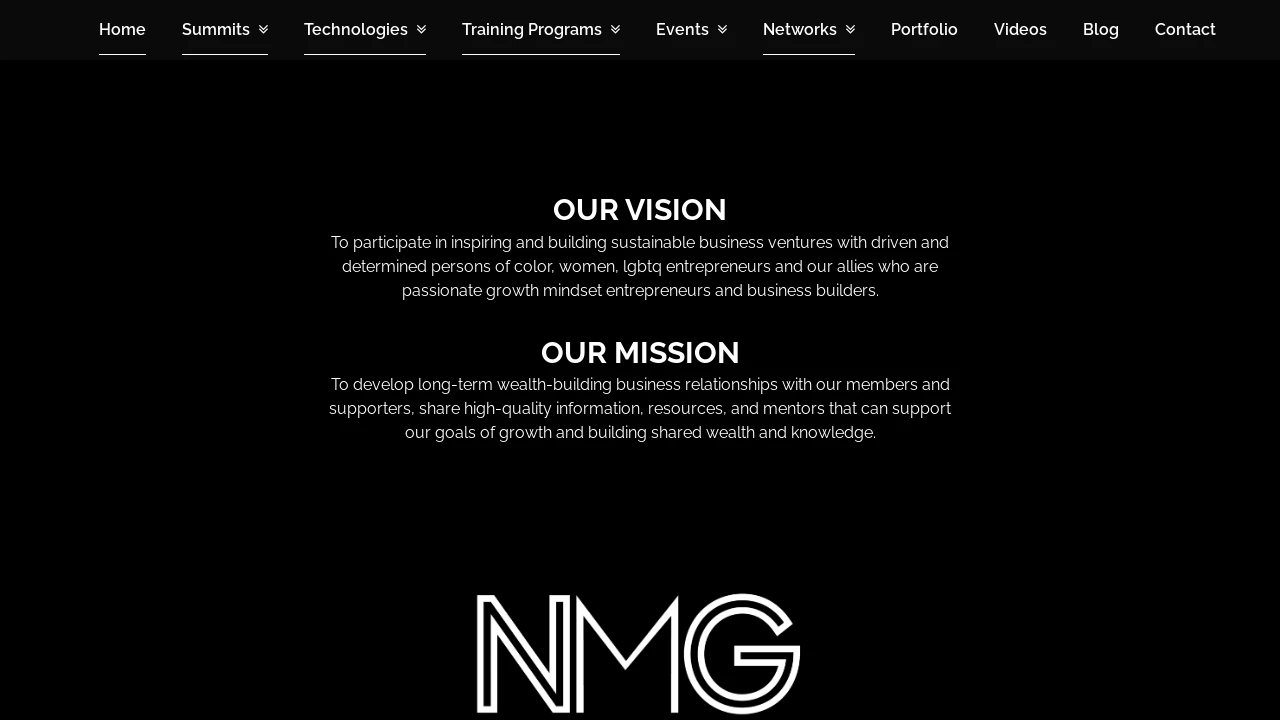 Home Summits Technologies Training Programs Events Networks Portfolio Videos Blog Contact
OUR VISION
To participate in inspiring and building sustainable business ventures with driven and
determined persons of color, women, lgbtq entrepreneurs and our allies who are
passionate growth mindset entrepreneurs and business builders.
OUR MISSION
To develop long-term wealth-building business relationships with our members and
supporters, share high-quality information, resources, and mentors that can support
our goals of growth and building shared wealth and knowledge.
NMG